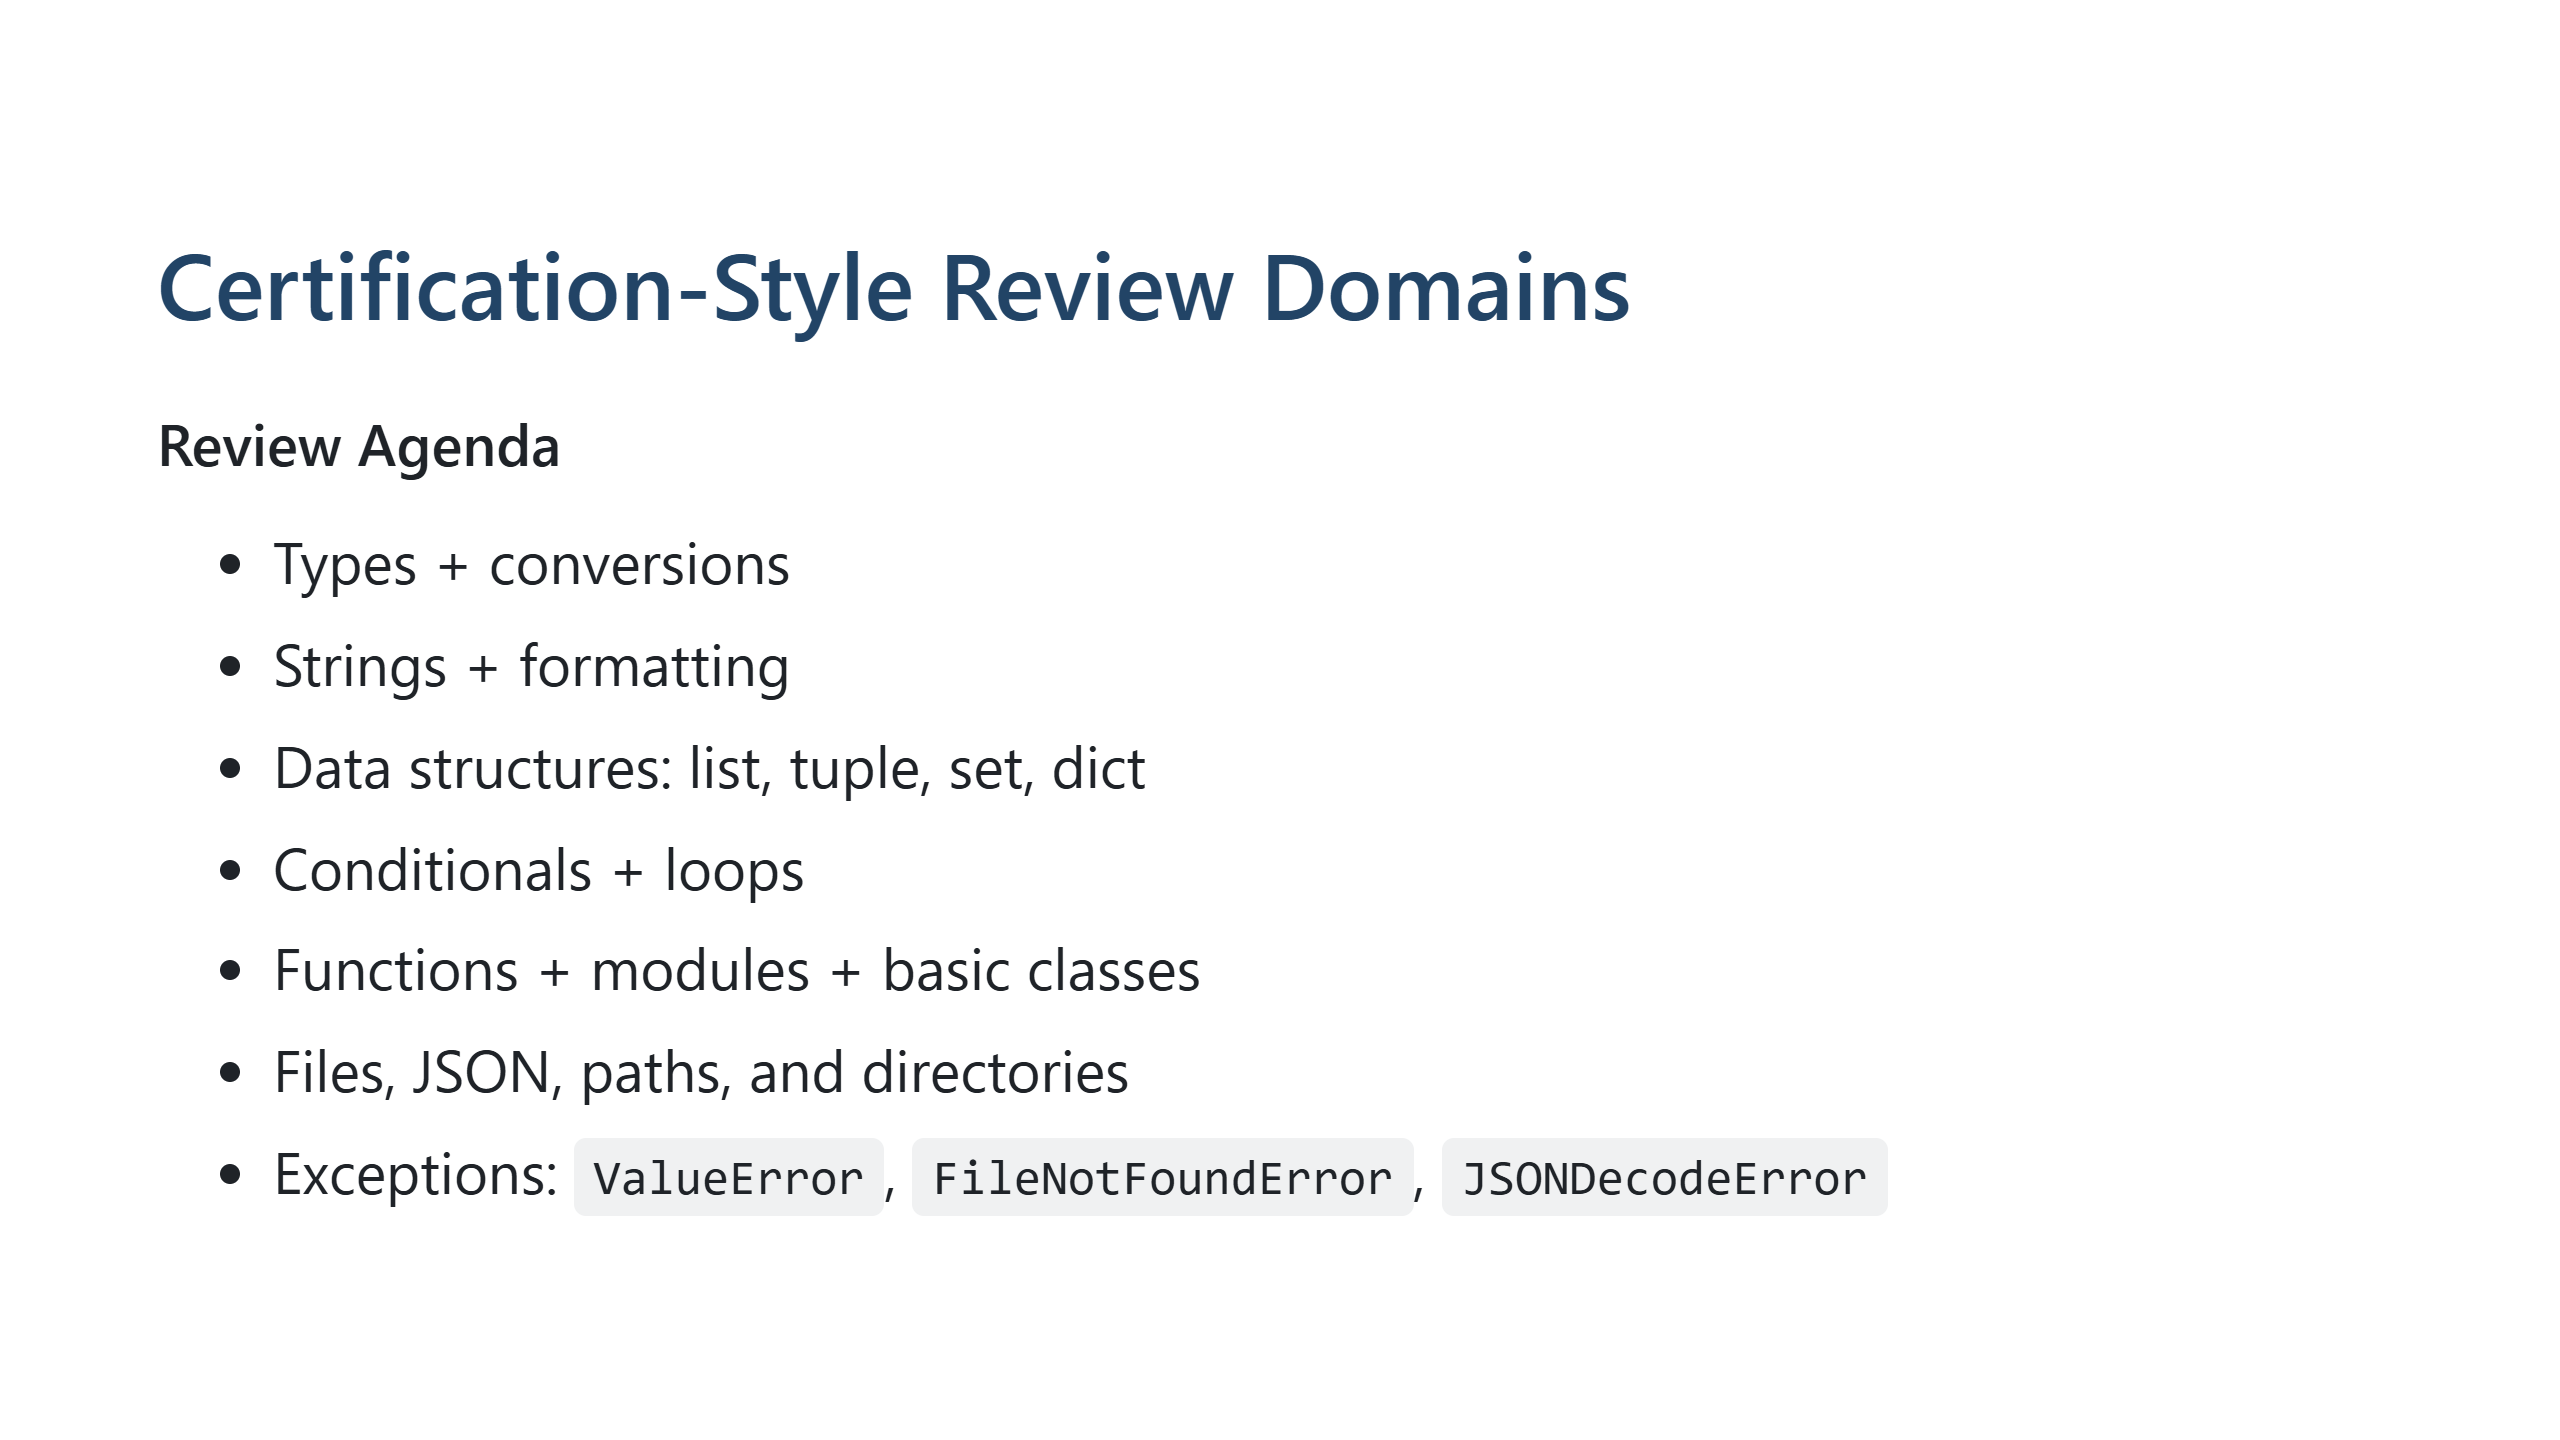 Certification-Style Review Domains
Review Agenda
• Types + conversions
• Strings + formatting
• Data structures: list, tuple, set, dict
• Conditionals + loops
• Functions + modules + basic classes
• Files, JSON, paths, and directories
• Exceptions: ValueError, FileNotFoundError, JSONDecodeError